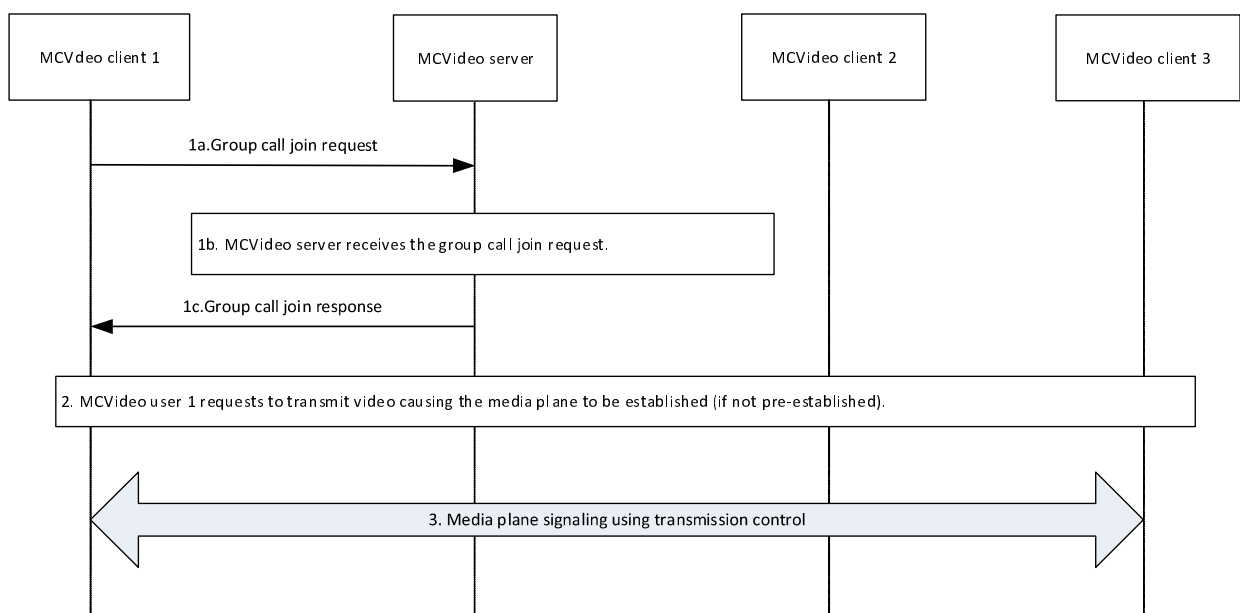 MCVdeo client 1
MCVideo server
MCVideo client 2
MCVideo client 3
1a.Group call join request
1b. MCVideo server receives the group call join request.
1c.Group call join response
2. MCVideo user 1 requests to transmit video causing the media plane to be established (if not pre-established).
3. Media plane signaling using transmission control